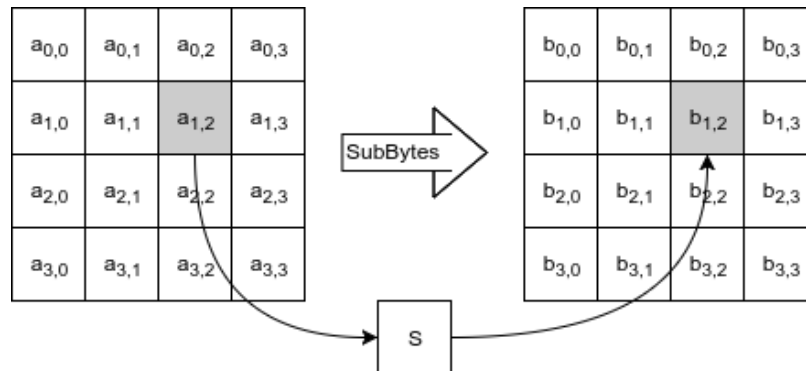 a0,0 a0,1 a0,2 a0,3 b0,0 b0,1 b0,2 b0,3
a1,0 a1,1 a1,2 a1,3 SubBytes b1,0 b1,1 b1,2 b1,3
a2,0 a2,1 a2,2 a2,3 b2,0 b2,1 b2,2 b2,3
a3,0 a3,1 a3,2 a3,3 b3,0 b3,1 b3,2 b3,3
S